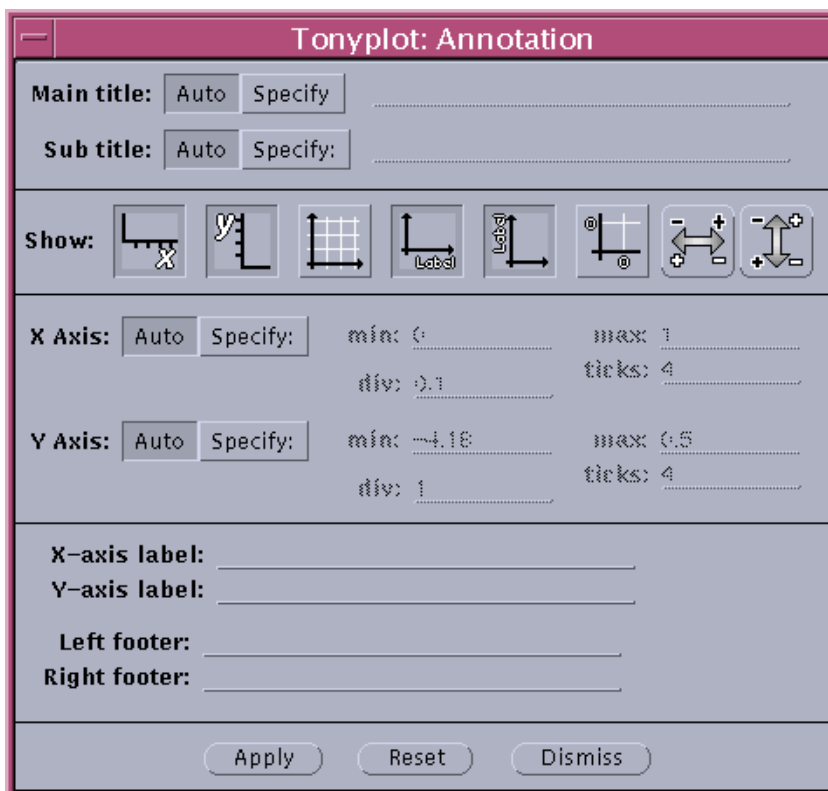 Tonyplot: Annotation
Main title: Auto Specify
Sub title: Auto Specify:
Show: x y Label Label
X Axis: Auto Specify: min: 0 max: 1
div: 0.1 ticks: 4
Y Axis: Auto Specify: min: -4.18 max: 0.5
div: 1 ticks: 4
X-axis label:
Y-axis label:
Left footer:
Right footer:
Apply Reset Dismiss